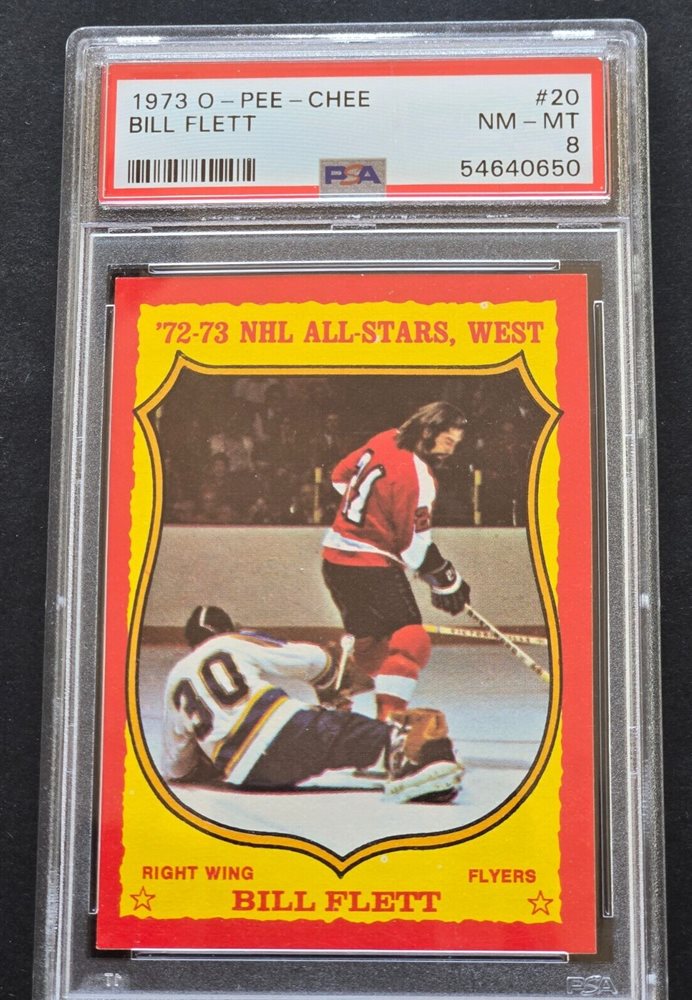 1973 O-PEE-CHEE #20
BILL FLETT NM-MT
8
PSA 54640650
'72-73 NHL ALL-STARS, WEST
21
30
RIGHT WING FLYERS
BILL FLETT
PSA